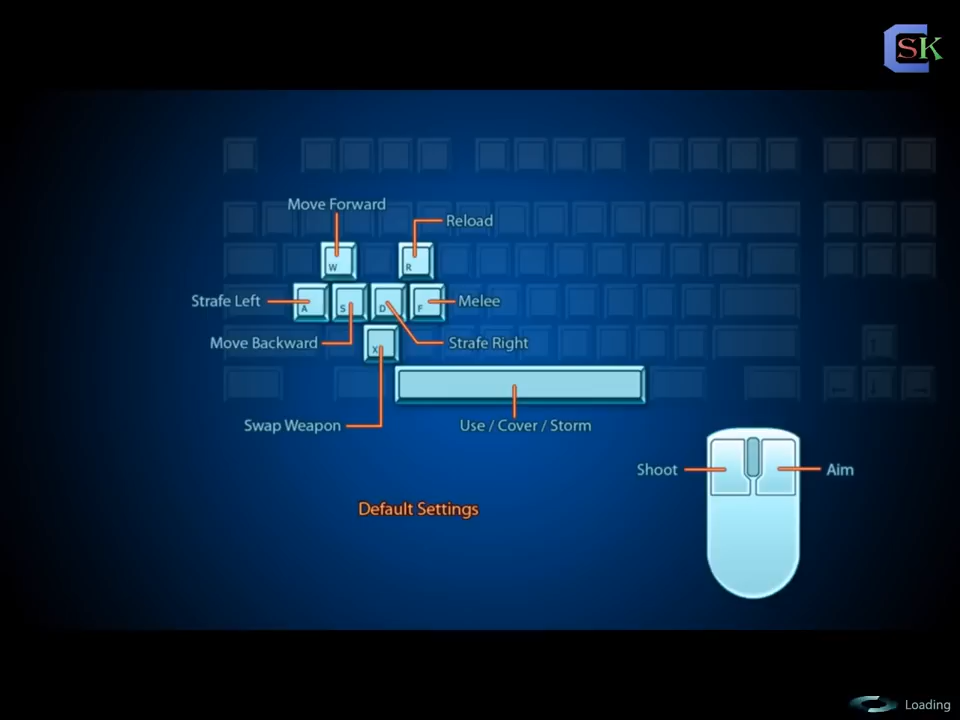 CSK
Move Forward
Reload
W
R
Strafe Left
A
S
D
F
Melee
Move Backward
X
Strafe Right
Swap Weapon
Use / Cover / Storm
Shoot
Aim
Default Settings
Loading